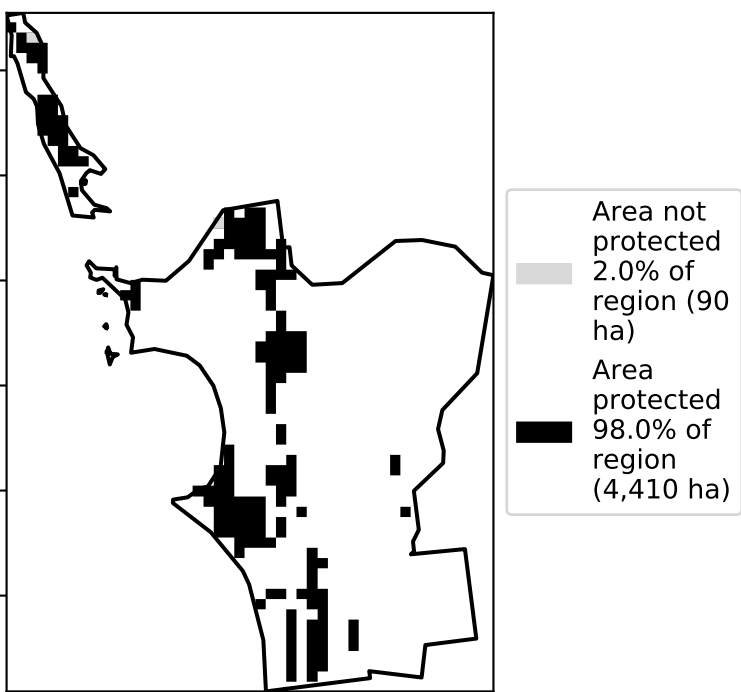 Area not
protected
2.0% of
region (90
ha)
Area
protected
98.0% of
region
(4,410 ha)